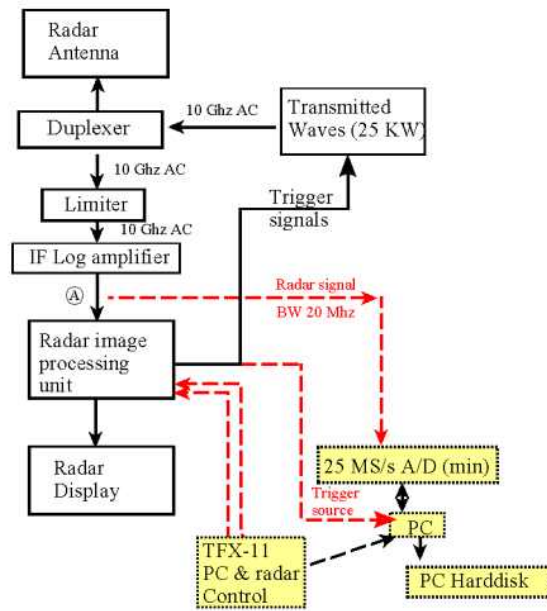 Radar
Antenna
10 Ghz AC
Transmitted
Waves (25 KW)
Duplexer
10 Ghz AC
Trigger
signals
Limiter
10 Ghz AC
IF Log amplifier
A
Radar signal
BW 20 Mhz
Radar image
processing
unit
25 MS/s A/D (min)
Radar
Display
Trigger
source
PC
TFX-11
PC & radar
Control
PC Harddisk